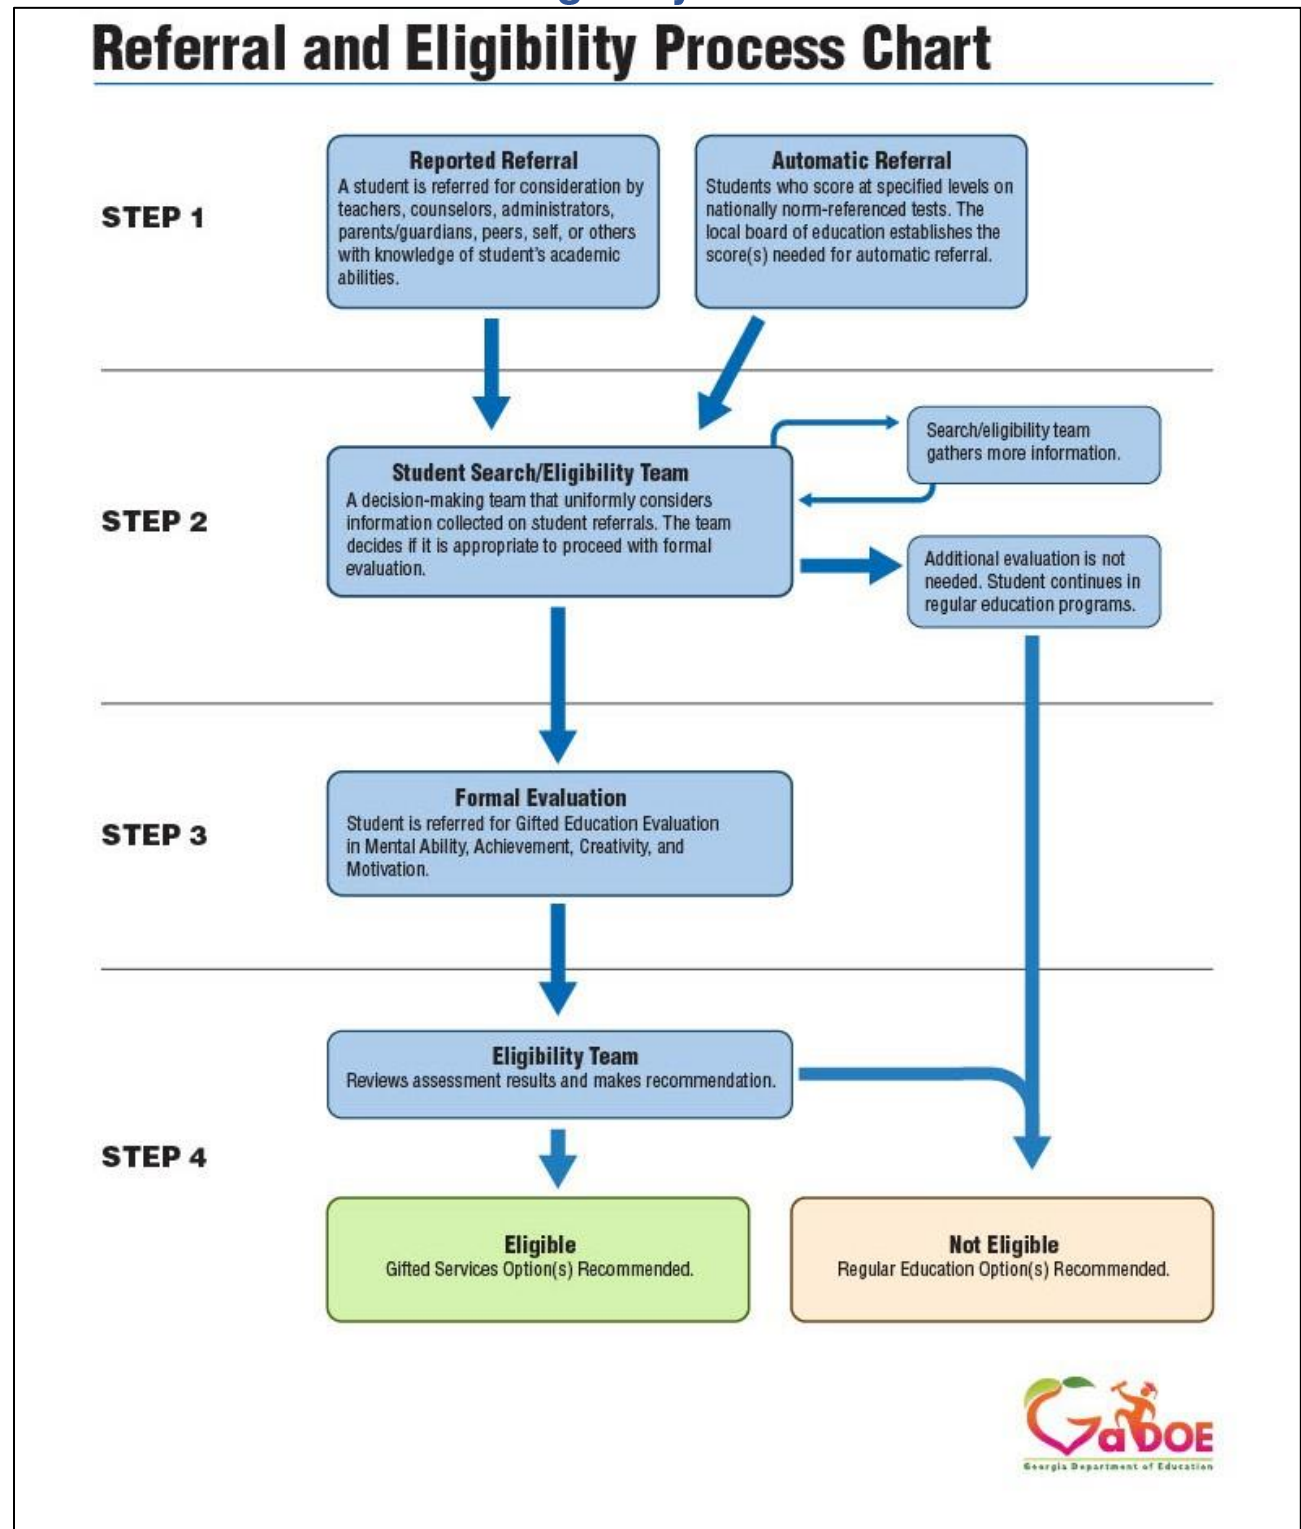 Referral and Eligibility Process Chart
STEP 1
Reported Referral
A student is referred for consideration by
teachers, counselors, administrators,
parents/guardians, peers, self, or others
with knowledge of student's academic
abilities.
Automatic Referral
Students who score at specified levels on
nationally norm-referenced tests. The
local board of education establishes the
score(s) needed for automatic referral.
STEP 2
Student Search/Eligibility Team
A decision-making team that uniformly considers
information collected on student referrals. The team
decides if it is appropriate to proceed with formal
evaluation.
Search/eligibility team
gathers more information.
Additional evaluation is not
needed. Student continues in
regular education programs.
STEP 3
Formal Evaluation
Student is referred for Gifted Education Evaluation
in Mental Ability, Achievement, Creativity, and
Motivation.
STEP 4
Eligibility Team
Reviews assessment results and makes recommendation.
Eligible
Gifted Services Option(s) Recommended.
Not Eligible
Regular Education Option(s) Recommended.
GaDOE
Georgia Department of Education